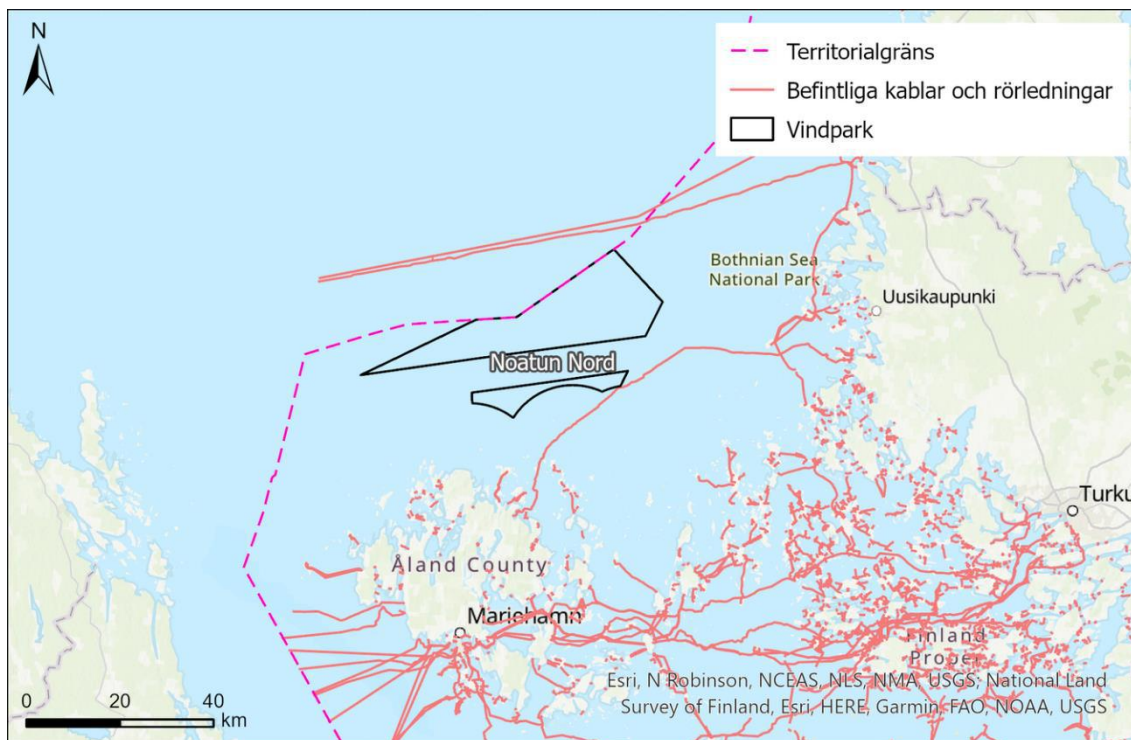 N
Territorialgräns
Befintliga kablar och rörledningar
Vindpark
Bothnian Sea
National Park
Uusikaupunki
Noatun Nord
Turku
Åland County
Mariehamn
Finland
Proper
0 20 40
km
Esri, N Robinson, NCEAS, NLS, NMA, USGS; National Land
Survey of Finland, Esri, HERE, Garmin, FAO, NOAA, USGS